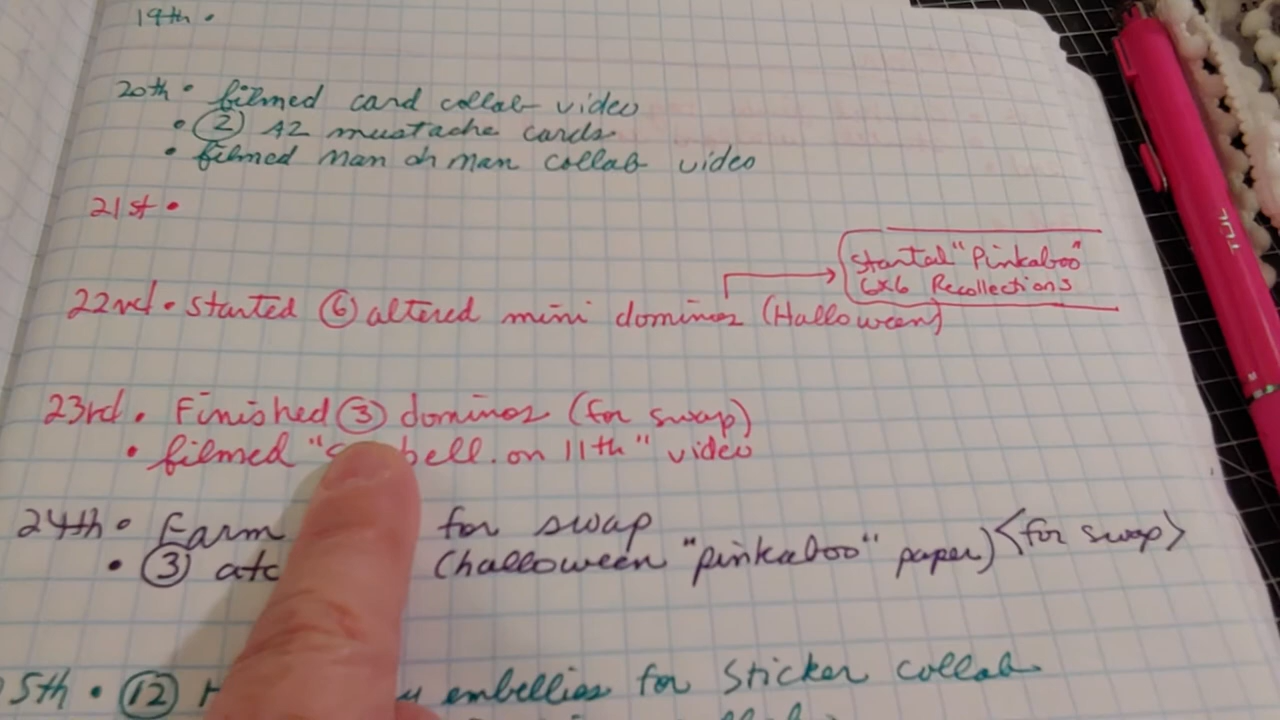 19th •
20th • filmed card collab video
• ② A2 mustache cards
• filmed man oh man collab video
21st •
started "Pinkaboo"
6x6 Recollections
22nd • Started ⑥ altered mini dominos (Halloween)
23rd • Finished ③ dominos (for swap)
• filmed " bell on 11th" video
24th • Farm for swap
• ③ atc (halloween "pinkaboo" paper) <for swap>
5th • ⑫ embellies for Sticker collab
TUL